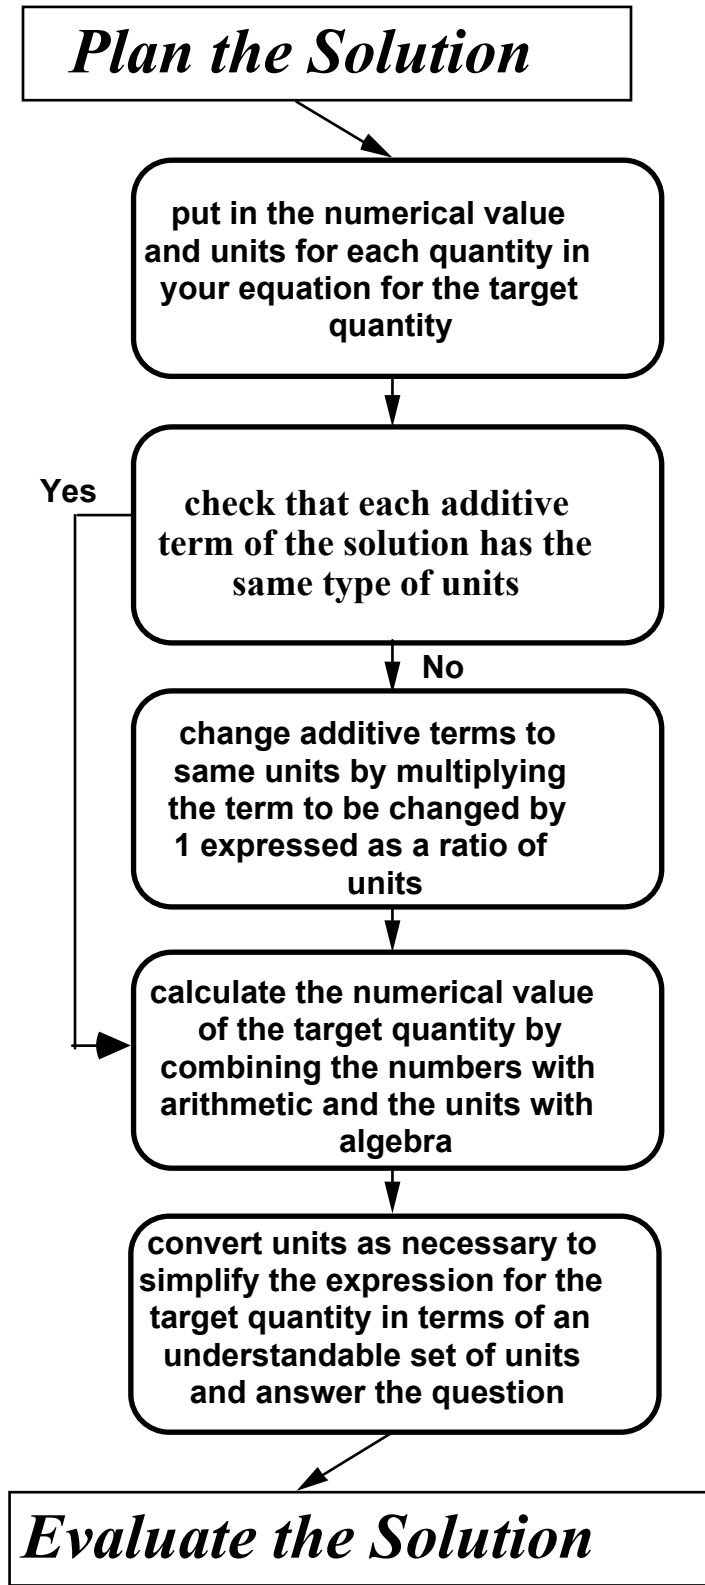 Plan the Solution
put in the numerical value
and units for each quantity in
your equation for the target
quantity
Yes
check that each additive
term of the solution has the
same type of units
No
change additive terms to
same units by multiplying
the term to be changed by
1 expressed as a ratio of
units
calculate the numerical value
of the target quantity by
combining the numbers with
arithmetic and the units with
algebra
convert units as necessary to
simplify the expression for the
target quantity in terms of an
understandable set of units
and answer the question
Evaluate the Solution